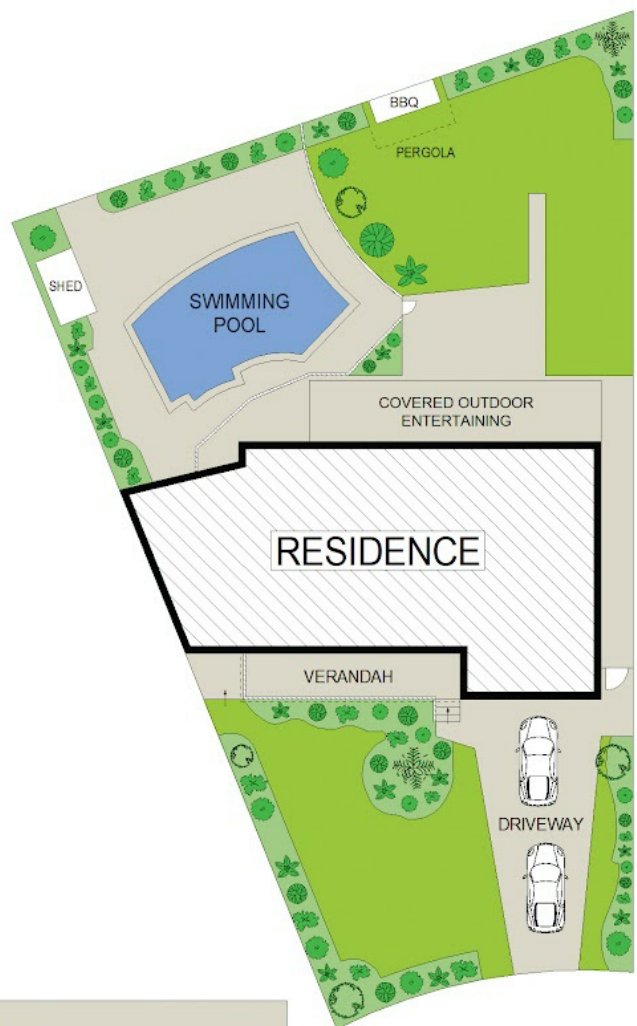 BBQ
PERGOLA
SHED
SWIMMING
POOL
COVERED OUTDOOR
ENTERTAINING
RESIDENCE
VERANDAH
DRIVEWAY